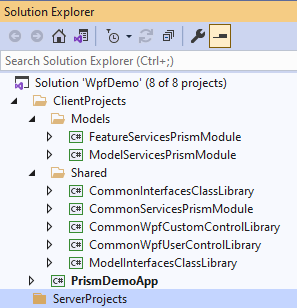 Solution Explorer
Search Solution Explorer (Ctrl+;)
Solution 'WpfDemo' (8 of 8 projects)
ClientProjects
Models
FeatureServicesPrismModule
ModelServicesPrismModule
Shared
CommonInterfacesClassLibrary
CommonServicesPrismModule
CommonWpfCustomControlLibrary
CommonWpfUserControlLibrary
ModelInterfacesClassLibrary
PrismDemoApp
ServerProjects